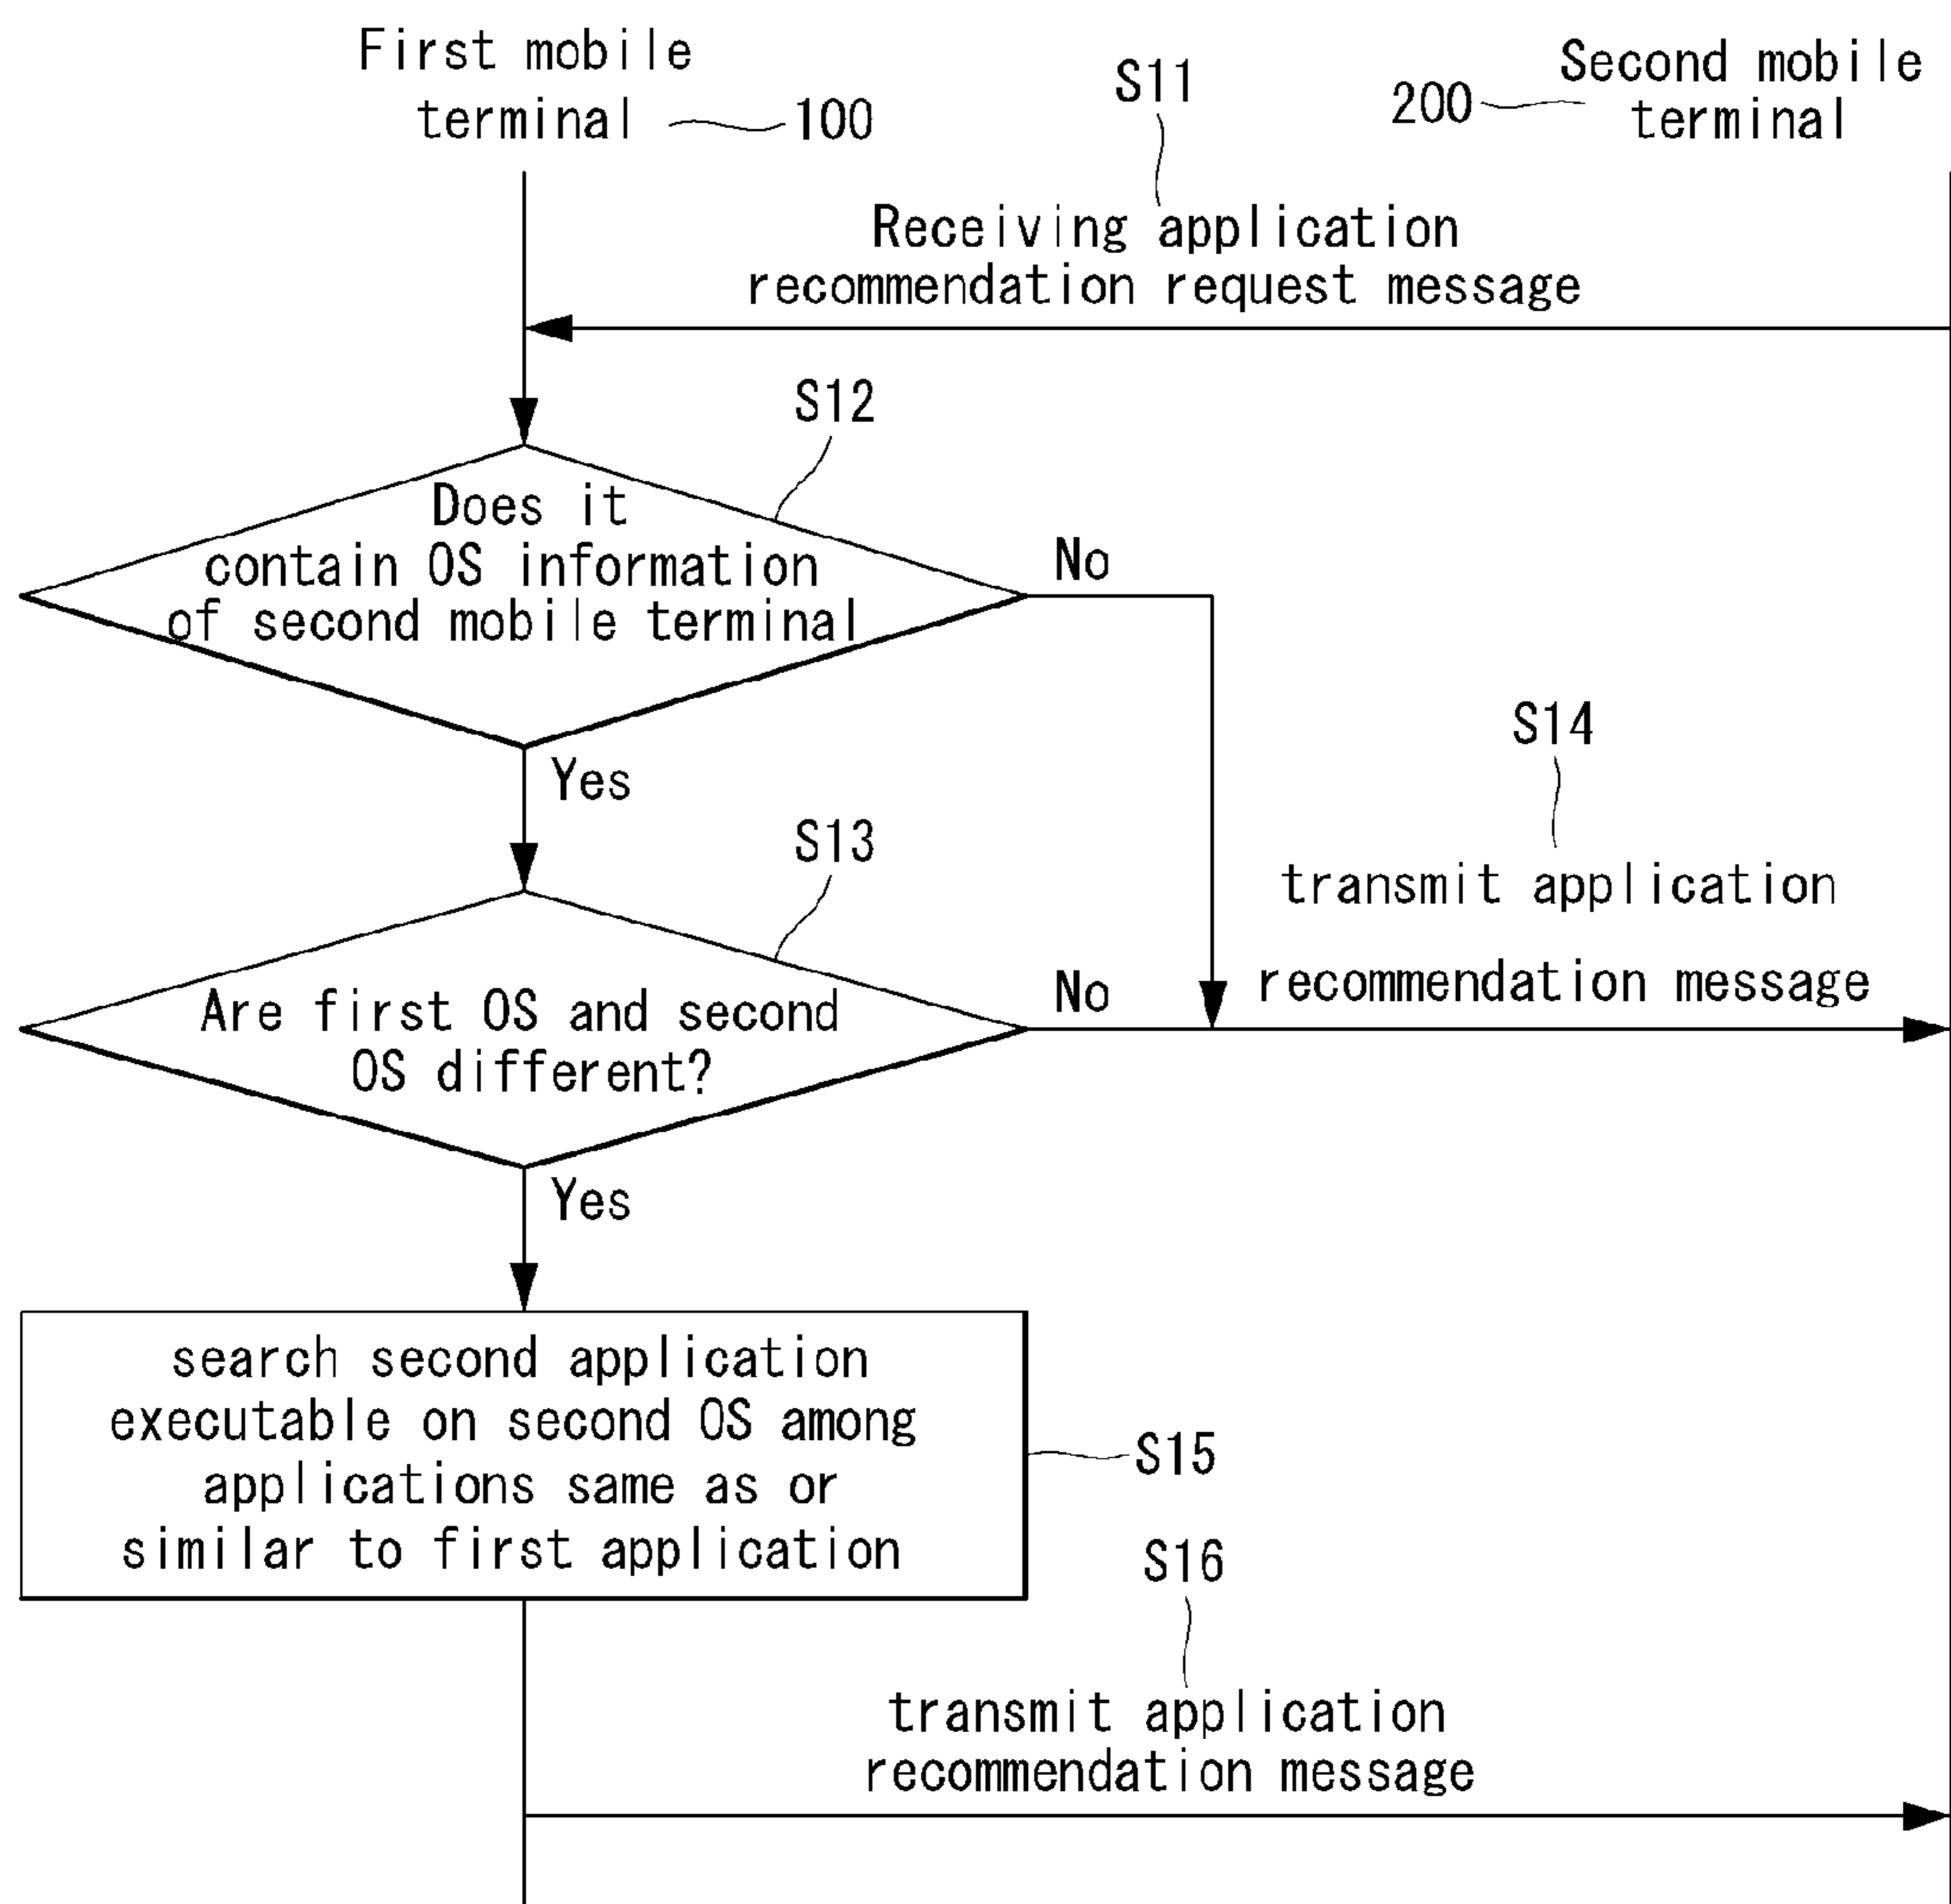 First mobile
terminal
100
S11
200
Second mobile
terminal
Receiving application
recommendation request message
S12
Does it
contain OS information
of second mobile terminal
No
Yes
S14
transmit application
recommendation message
S13
Are first OS and second
OS different?
No
Yes
search second application
executable on second OS among
applications same as or
similar to first application
S15
S16
transmit application
recommendation message